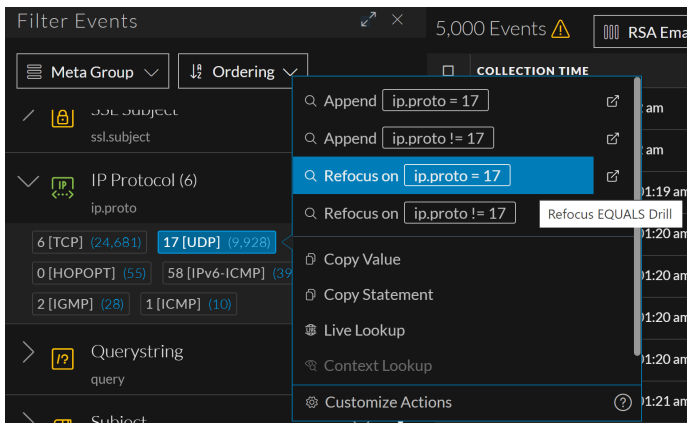 Filter Events
5,000 Events
RSA Ema
Meta Group
Ordering
COLLECTION TIME
SSL Subject
ssl.subject
IP Protocol (6)
ip.proto
6 [TCP] (24,681) 17 [UDP] (9,928)
0 [HOPOPT] (55) 58 [IPv6-ICMP] (39
2 [IGMP] (28) 1 [ICMP] (10)
Querystring
query
Subject
Append ip.proto = 17
Append ip.proto != 17
Refocus on ip.proto = 17
Refocus on ip.proto != 17
Refocus EQUALS Drill
Copy Value
Copy Statement
Live Lookup
Context Lookup
Customize Actions
am
am
01:19 am
01:20 am
01:20 am
01:20 am
01:20 am
01:21 am